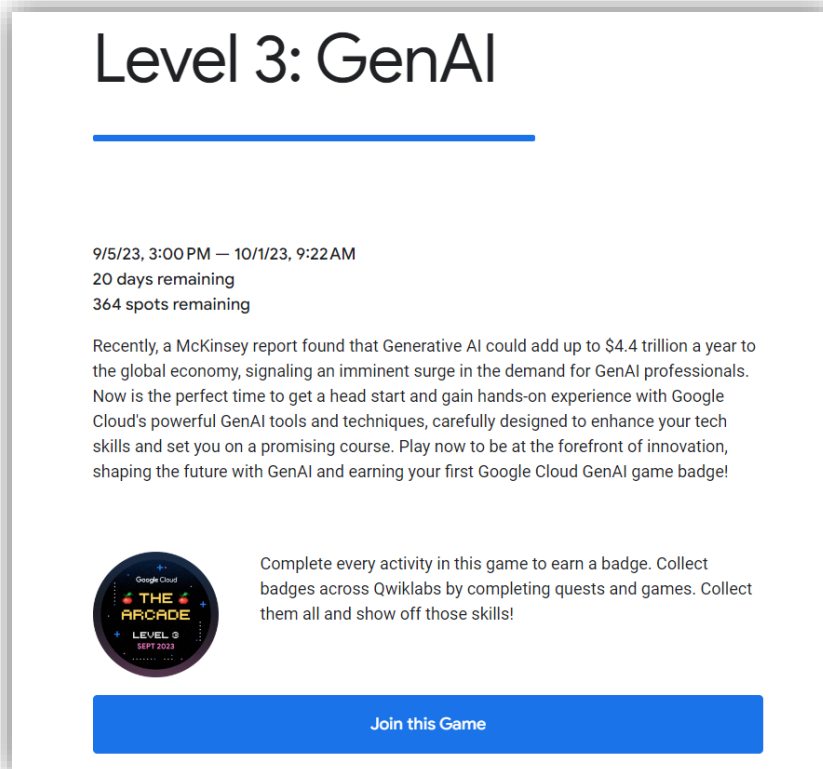 Level 3: GenAI
9/5/23, 3:00 PM — 10/1/23, 9:22 AM
20 days remaining
364 spots remaining
Recently, a McKinsey report found that Generative AI could add up to $4.4 trillion a year to
the global economy, signaling an imminent surge in the demand for GenAI professionals.
Now is the perfect time to get a head start and gain hands-on experience with Google
Cloud's powerful GenAI tools and techniques, carefully designed to enhance your tech
skills and set you on a promising course. Play now to be at the forefront of innovation,
shaping the future with GenAI and earning your first Google Cloud GenAI game badge!
Google Cloud
THE
ARCADE
LEVEL 3
SEPT 2023
Complete every activity in this game to earn a badge. Collect
badges across Qwiklabs by completing quests and games. Collect
them all and show off those skills!
Join this Game